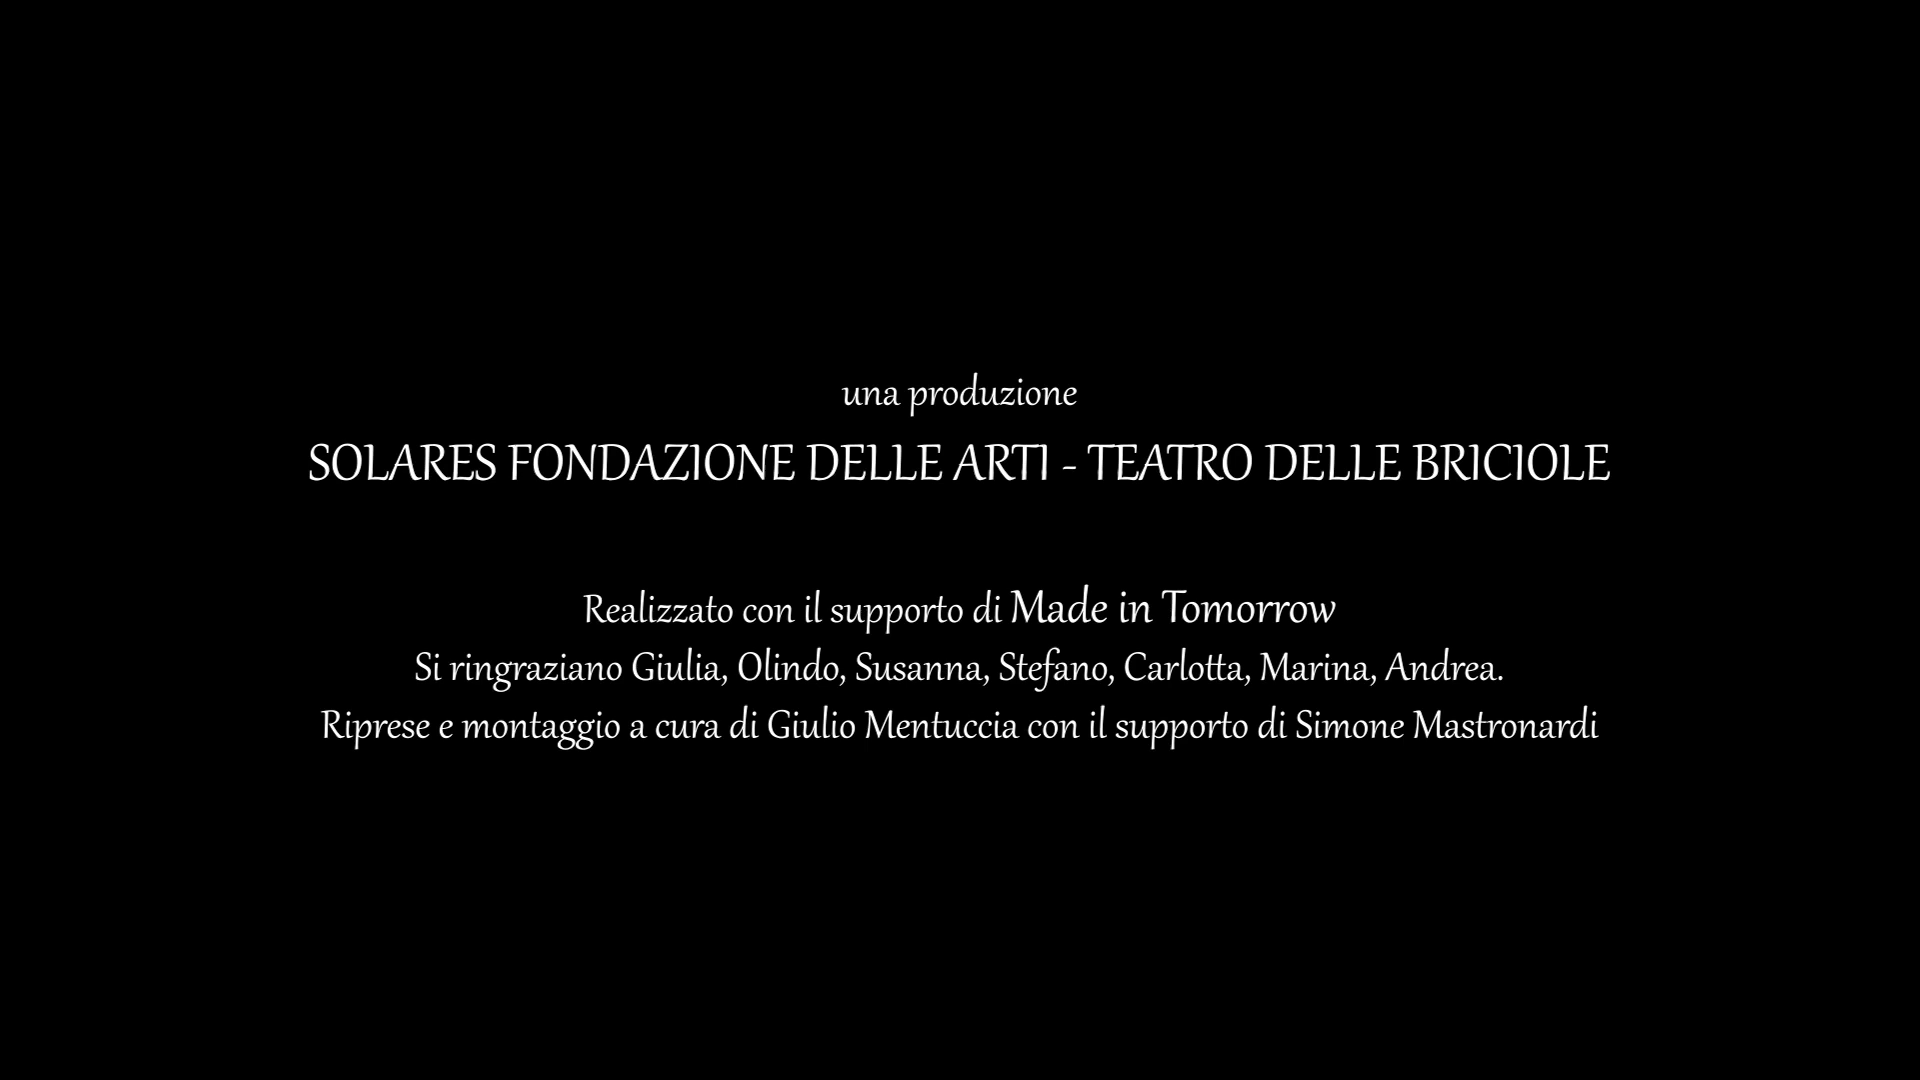 una produzione
SOLARES FONDAZIONE DELLE ARTI - TEATRO DELLE BRICIOLE
Realizzato con il supporto di Made in Tomorrow
Si ringraziano Giulia, Olindo, Susanna, Stefano, Carlotta, Marina, Andrea.
Riprese e montaggio a cura di Giulio Mentuccia con il supporto di Simone Mastronardi